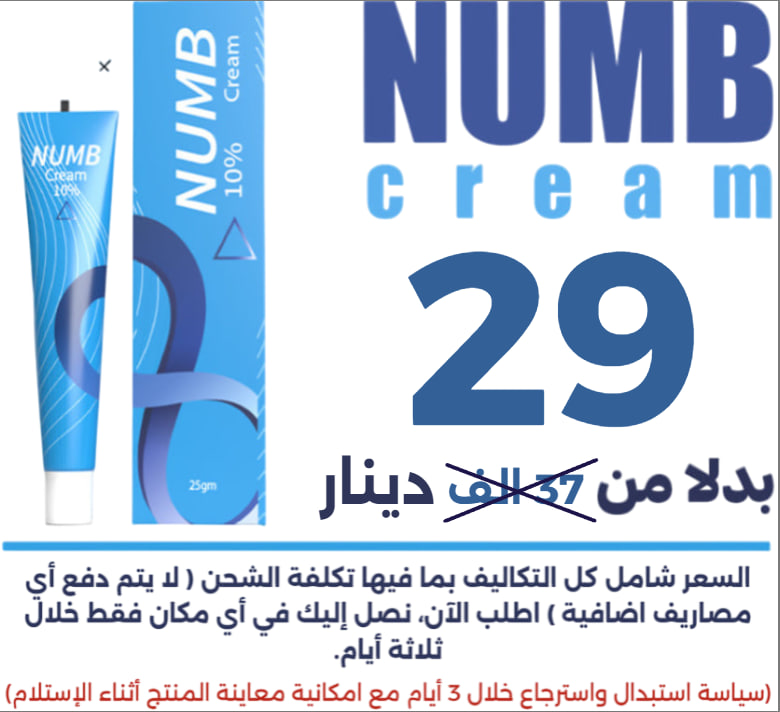 NUMB
Cream
10%
NUMB
Cream
10%
25gm
NUMB
cream
29
بدلا من 37 الف دينار
السعر شامل كل التكاليف بما فيها تكلفة الشحن ( لا يتم دفع أي
مصاريف اضافية ) اطلب الآن، نصل إليك في أي مكان فقط خلال
ثلاثة أيام.
(سياسة استبدال واسترجاع خلال 3 أيام مع امكانية معاينة المنتج أثناء الإستلام)